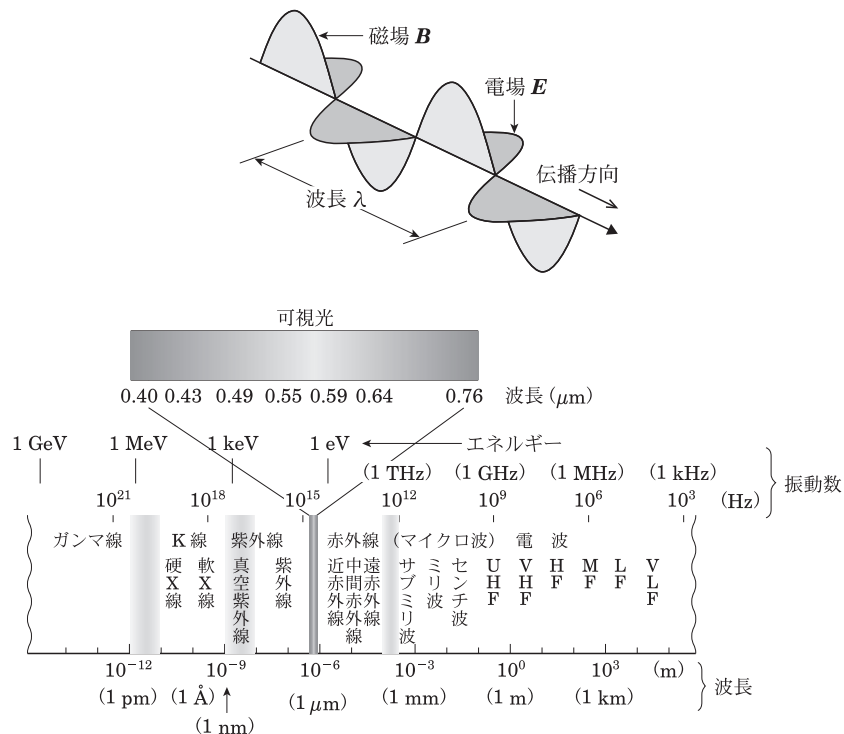 磁場 B
電場 E
伝播方向
波長 λ
可視光
0.40 0.43 0.49 0.55 0.59 0.64 0.76 波長 (μm)
1 GeV 1 MeV 1 keV 1 eV エネルギー
(1 THz) (1 GHz) (1 MHz) (1 kHz)
10²¹ 10¹⁸ 10¹⁵ 10¹² 10⁹ 10⁶ 10³ (Hz) 振動数
ガンマ線 K 線 紫外線 赤外線 (マイクロ波) 電 波
硬X線
軟X線
真空紫外線
紫外線
近赤外線
中間赤外線
遠赤外線
サブミリ波
ミリ波
センチ波
UHF
VHF
HF
MF
LF
VLF
10⁻¹² 10⁻⁹ 10⁻⁶ 10⁻³ 10⁰ 10³ (m) 波長
(1 pm) (1 Å) (1 μm) (1 mm) (1 m) (1 km)
(1 nm)